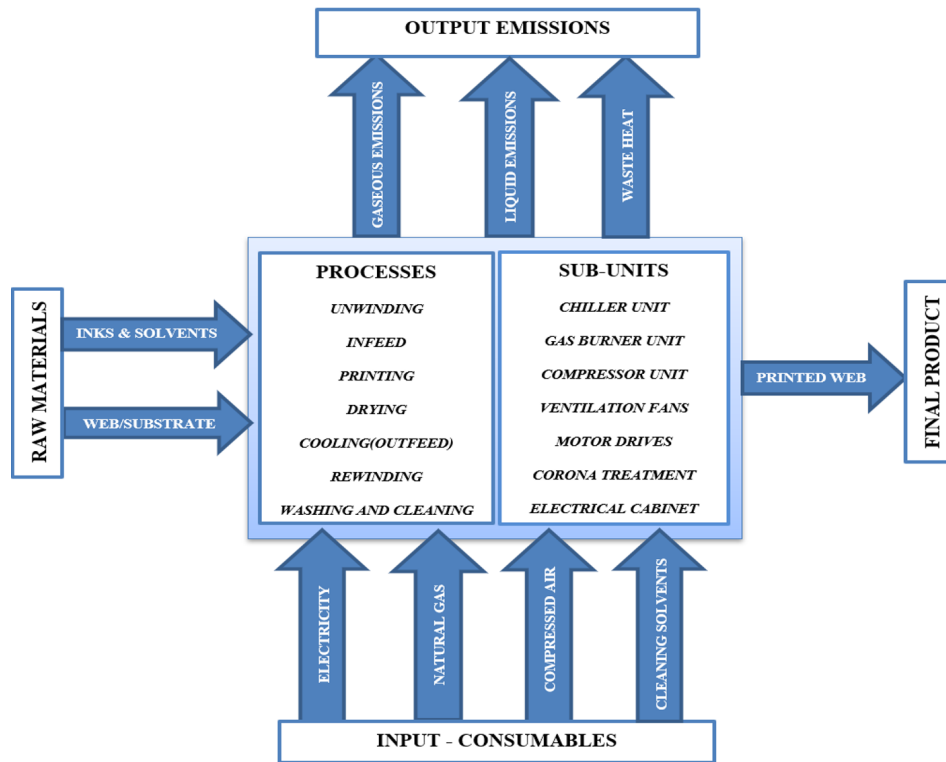 OUTPUT EMISSIONS
GASEOUS EMISSIONS
LIQUID EMISSIONS
WASTE HEAT
RAW MATERIALS
INKS & SOLVENTS
WEB/SUBSTRATE
PROCESSES
UNWINDING
INFEED
PRINTING
DRYING
COOLING(OUTFEED)
REWINDING
WASHING AND CLEANING
SUB-UNITS
CHILLER UNIT
GAS BURNER UNIT
COMPRESSOR UNIT
VENTILATION FANS
MOTOR DRIVES
CORONA TREATMENT
ELECTRICAL CABINET
PRINTED WEB
FINAL PRODUCT
ELECTRICITY
NATURAL GAS
COMPRESSED AIR
CLEANING SOLVENTS
INPUT - CONSUMABLES